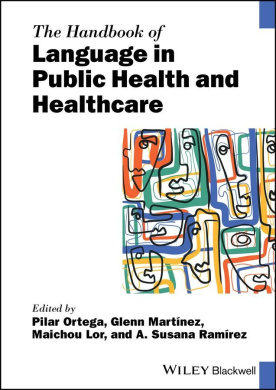 The Handbook of
Language in
Public Health and
Healthcare
Edited by
Pilar Ortega, Glenn Martínez,
Maichou Lor, and A. Susana Ramírez
WILEY Blackwell